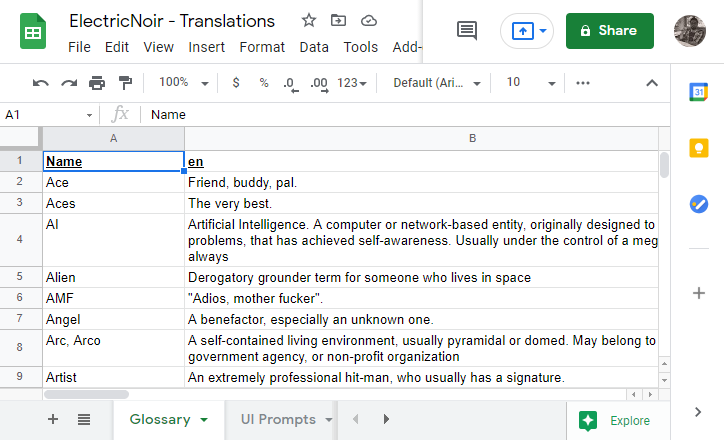 ElectricNoir - Translations
File Edit View Insert Format Data Tools Add-
Share
100% $ % .0 .00 123 Default (Ari... 10
31
A1 fx Name
A B
1 Name en
2 Ace Friend, buddy, pal.
3 Aces The very best.
4 AI Artificial Intelligence. A computer or network-based entity, originally designed to
problems, that has achieved self-awareness. Usually under the control of a meg
always
5 Alien Derogatory grounder term for someone who lives in space
6 AMF "Adios, mother fucker".
7 Angel A benefactor, especially an unknown one.
8 Arc, Arco A self-contained living environment, usually pyramidal or domed. May belong to
government agency, or non-profit organization
9 Artist An extremely professional hit-man, who usually has a signature.
Glossary UI Prompts Explore